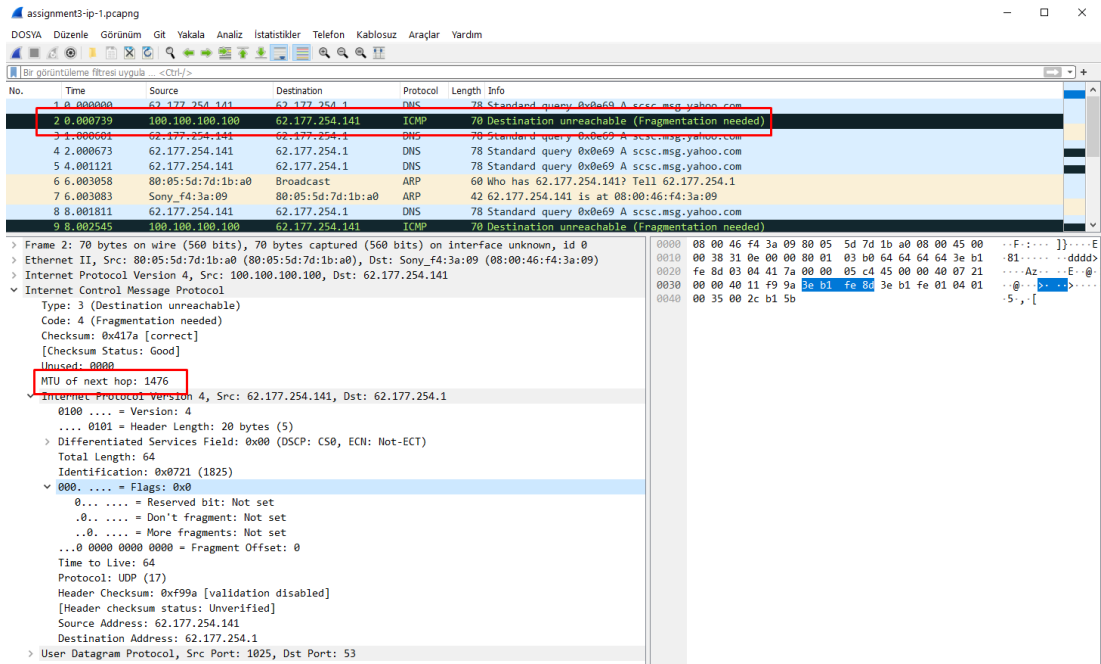 assignment3-ip-1.pcapng
DOSYA Düzenle Görünüm Git Yakala Analiz İstatistikler Telefon Kablosuz Araçlar Yardım
Bir görüntüleme filtresi uygula ... <Ctrl-/>
No. Time Source Destination Protocol Length Info
1 0.000000 62.177.254.141 62.177.254.1 DNS 78 Standard query 0x0e69 A scsc.msg.yahoo.com
2 0.000739 100.100.100.100 62.177.254.141 ICMP 70 Destination unreachable (Fragmentation needed)
3 1.000601 62.177.254.141 62.177.254.1 DNS 78 Standard query 0x0e69 A scsc.msg.yahoo.com
4 2.000673 62.177.254.141 62.177.254.1 DNS 78 Standard query 0x0e69 A scsc.msg.yahoo.com
5 4.001121 62.177.254.141 62.177.254.1 DNS 78 Standard query 0x0e69 A scsc.msg.yahoo.com
6 6.003058 80:05:5d:7d:1b:a0 Broadcast ARP 60 Who has 62.177.254.141? Tell 62.177.254.1
7 6.003083 Sony_f4:3a:09 80:05:5d:7d:1b:a0 ARP 42 62.177.254.141 is at 08:00:46:f4:3a:09
8 8.001811 62.177.254.141 62.177.254.1 DNS 78 Standard query 0x0e69 A scsc.msg.yahoo.com
9 8.002545 100.100.100.100 62.177.254.141 ICMP 70 Destination unreachable (Fragmentation needed)
Frame 2: 70 bytes on wire (560 bits), 70 bytes captured (560 bits) on interface unknown, id 0
Ethernet II, Src: 80:05:5d:7d:1b:a0 (80:05:5d:7d:1b:a0), Dst: Sony_f4:3a:09 (08:00:46:f4:3a:09)
Internet Protocol Version 4, Src: 100.100.100.100, Dst: 62.177.254.141
Internet Control Message Protocol
Type: 3 (Destination unreachable)
Code: 4 (Fragmentation needed)
Checksum: 0x417a [correct]
[Checksum Status: Good]
Unused: 0000
MTU of next hop: 1476
Internet Protocol Version 4, Src: 62.177.254.141, Dst: 62.177.254.1
0100 .... = Version: 4
.... 0101 = Header Length: 20 bytes (5)
Differentiated Services Field: 0x00 (DSCP: CS0, ECN: Not-ECT)
Total Length: 64
Identification: 0x0721 (1825)
000. .... = Flags: 0x0
0... .... = Reserved bit: Not set
.0.. .... = Don't fragment: Not set
..0. .... = More fragments: Not set
...0 0000 0000 0000 = Fragment Offset: 0
Time to Live: 64
Protocol: UDP (17)
Header Checksum: 0xf99a [validation disabled]
[Header checksum status: Unverified]
Source Address: 62.177.254.141
Destination Address: 62.177.254.1
User Datagram Protocol, Src Port: 1025, Dst Port: 53
0000 08 00 46 f4 3a 09 80 05 5d 7d 1b a0 08 00 45 00 ··F·:··· ]}····E·
0010 00 38 31 0e 00 00 80 01 03 b0 64 64 64 64 3e b1 ·81····· ··dddd>·
0020 fe 8d 03 04 41 7a 00 00 05 c4 45 00 00 40 07 21 ····Az·· ··E··@·!
0030 00 00 40 11 f9 9a 3e b1 fe 8d 3e b1 fe 01 04 01 ··@···>· ··>·····
0040 00 35 00 2c b1 5b ·5·,·[